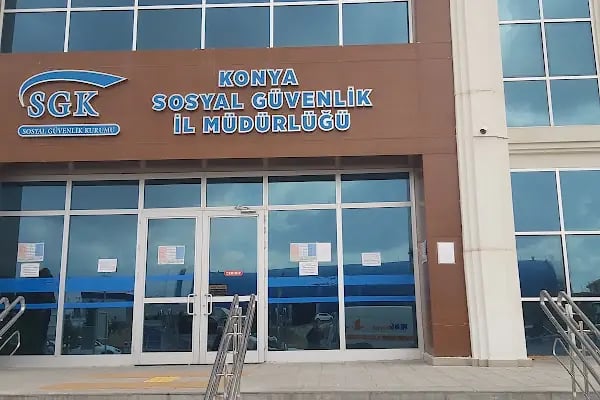 SGK
SOSYAL GÜVENLİK KURUMU
KONYA
SOSYAL GÜVENLİK
İL MÜDÜRLÜĞÜ